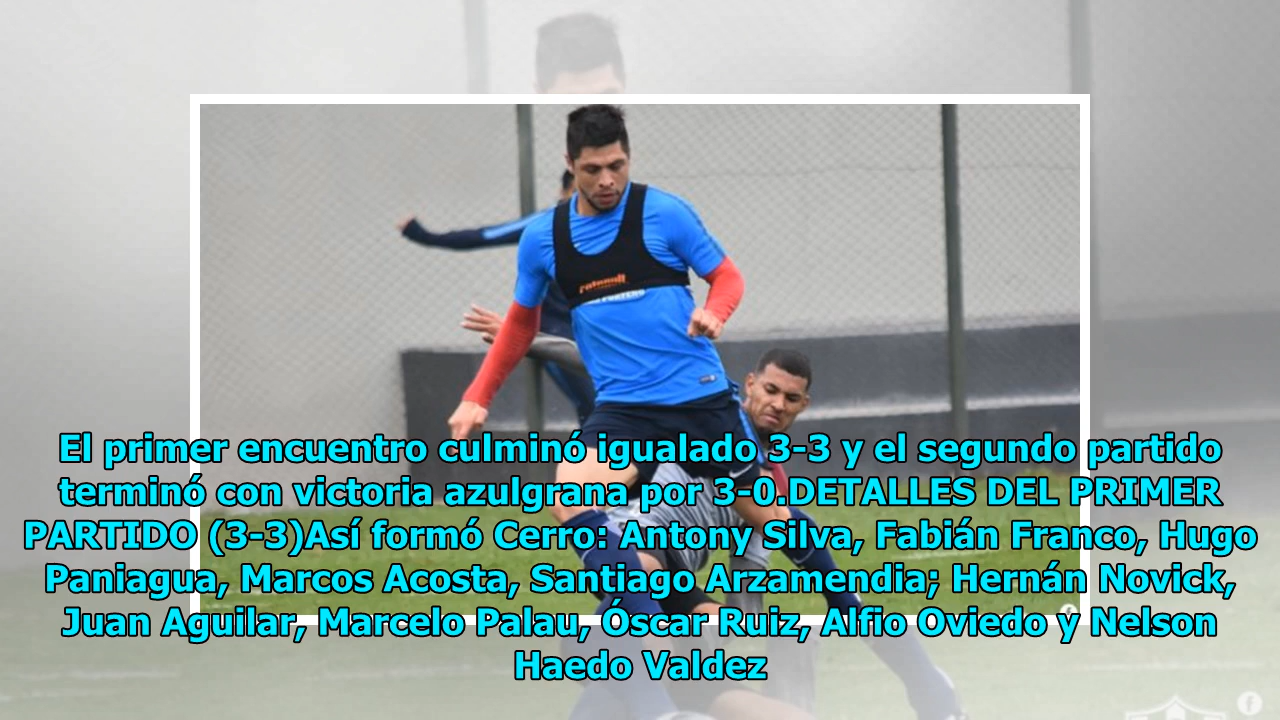 El primer encuentro culminó igualado 3-3 y el segundo partido
terminó con victoria azulgrana por 3-0.DETALLES DEL PRIMER
PARTIDO (3-3)Así formó Cerro: Antony Silva, Fabián Franco, Hugo
Paniagua, Marcos Acosta, Santiago Arzamendia; Hernán Novick,
Juan Aguilar, Marcelo Palau, Óscar Ruiz, Alfio Oviedo y Nelson
Haedo Valdez